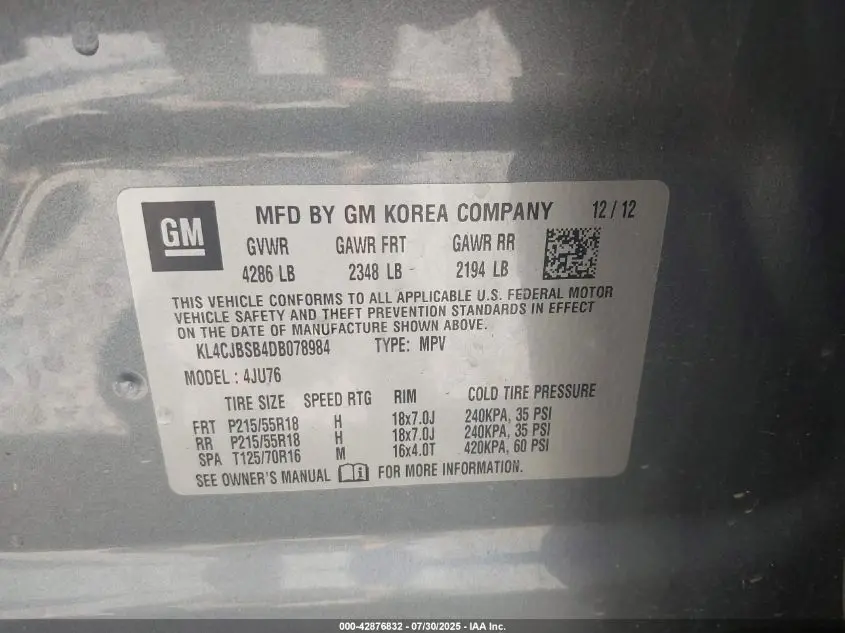 GM
MFD BY GM KOREA COMPANY 12/12
GVWR GAWR FRT GAWR RR
4286 LB 2348 LB 2194 LB
THIS VEHICLE CONFORMS TO ALL APPLICABLE U.S. FEDERAL MOTOR
VEHICLE SAFETY AND THEFT PREVENTION STANDARDS IN EFFECT
ON THE DATE OF MANUFACTURE SHOWN ABOVE.
KL4CJBSB4DB078984 TYPE: MPV
MODEL : 4JU76
TIRE SIZE SPEED RTG RIM COLD TIRE PRESSURE
FRT P215/55R18 H 18x7.0J 240KPA, 35 PSI
RR P215/55R18 H 18x7.0J 240KPA, 35 PSI
SPA T125/70R16 M 16x4.0T 420KPA, 60 PSI
SEE OWNER'S MANUAL i FOR MORE INFORMATION.
000-42876832 - 07/30/2025 - IAA Inc.